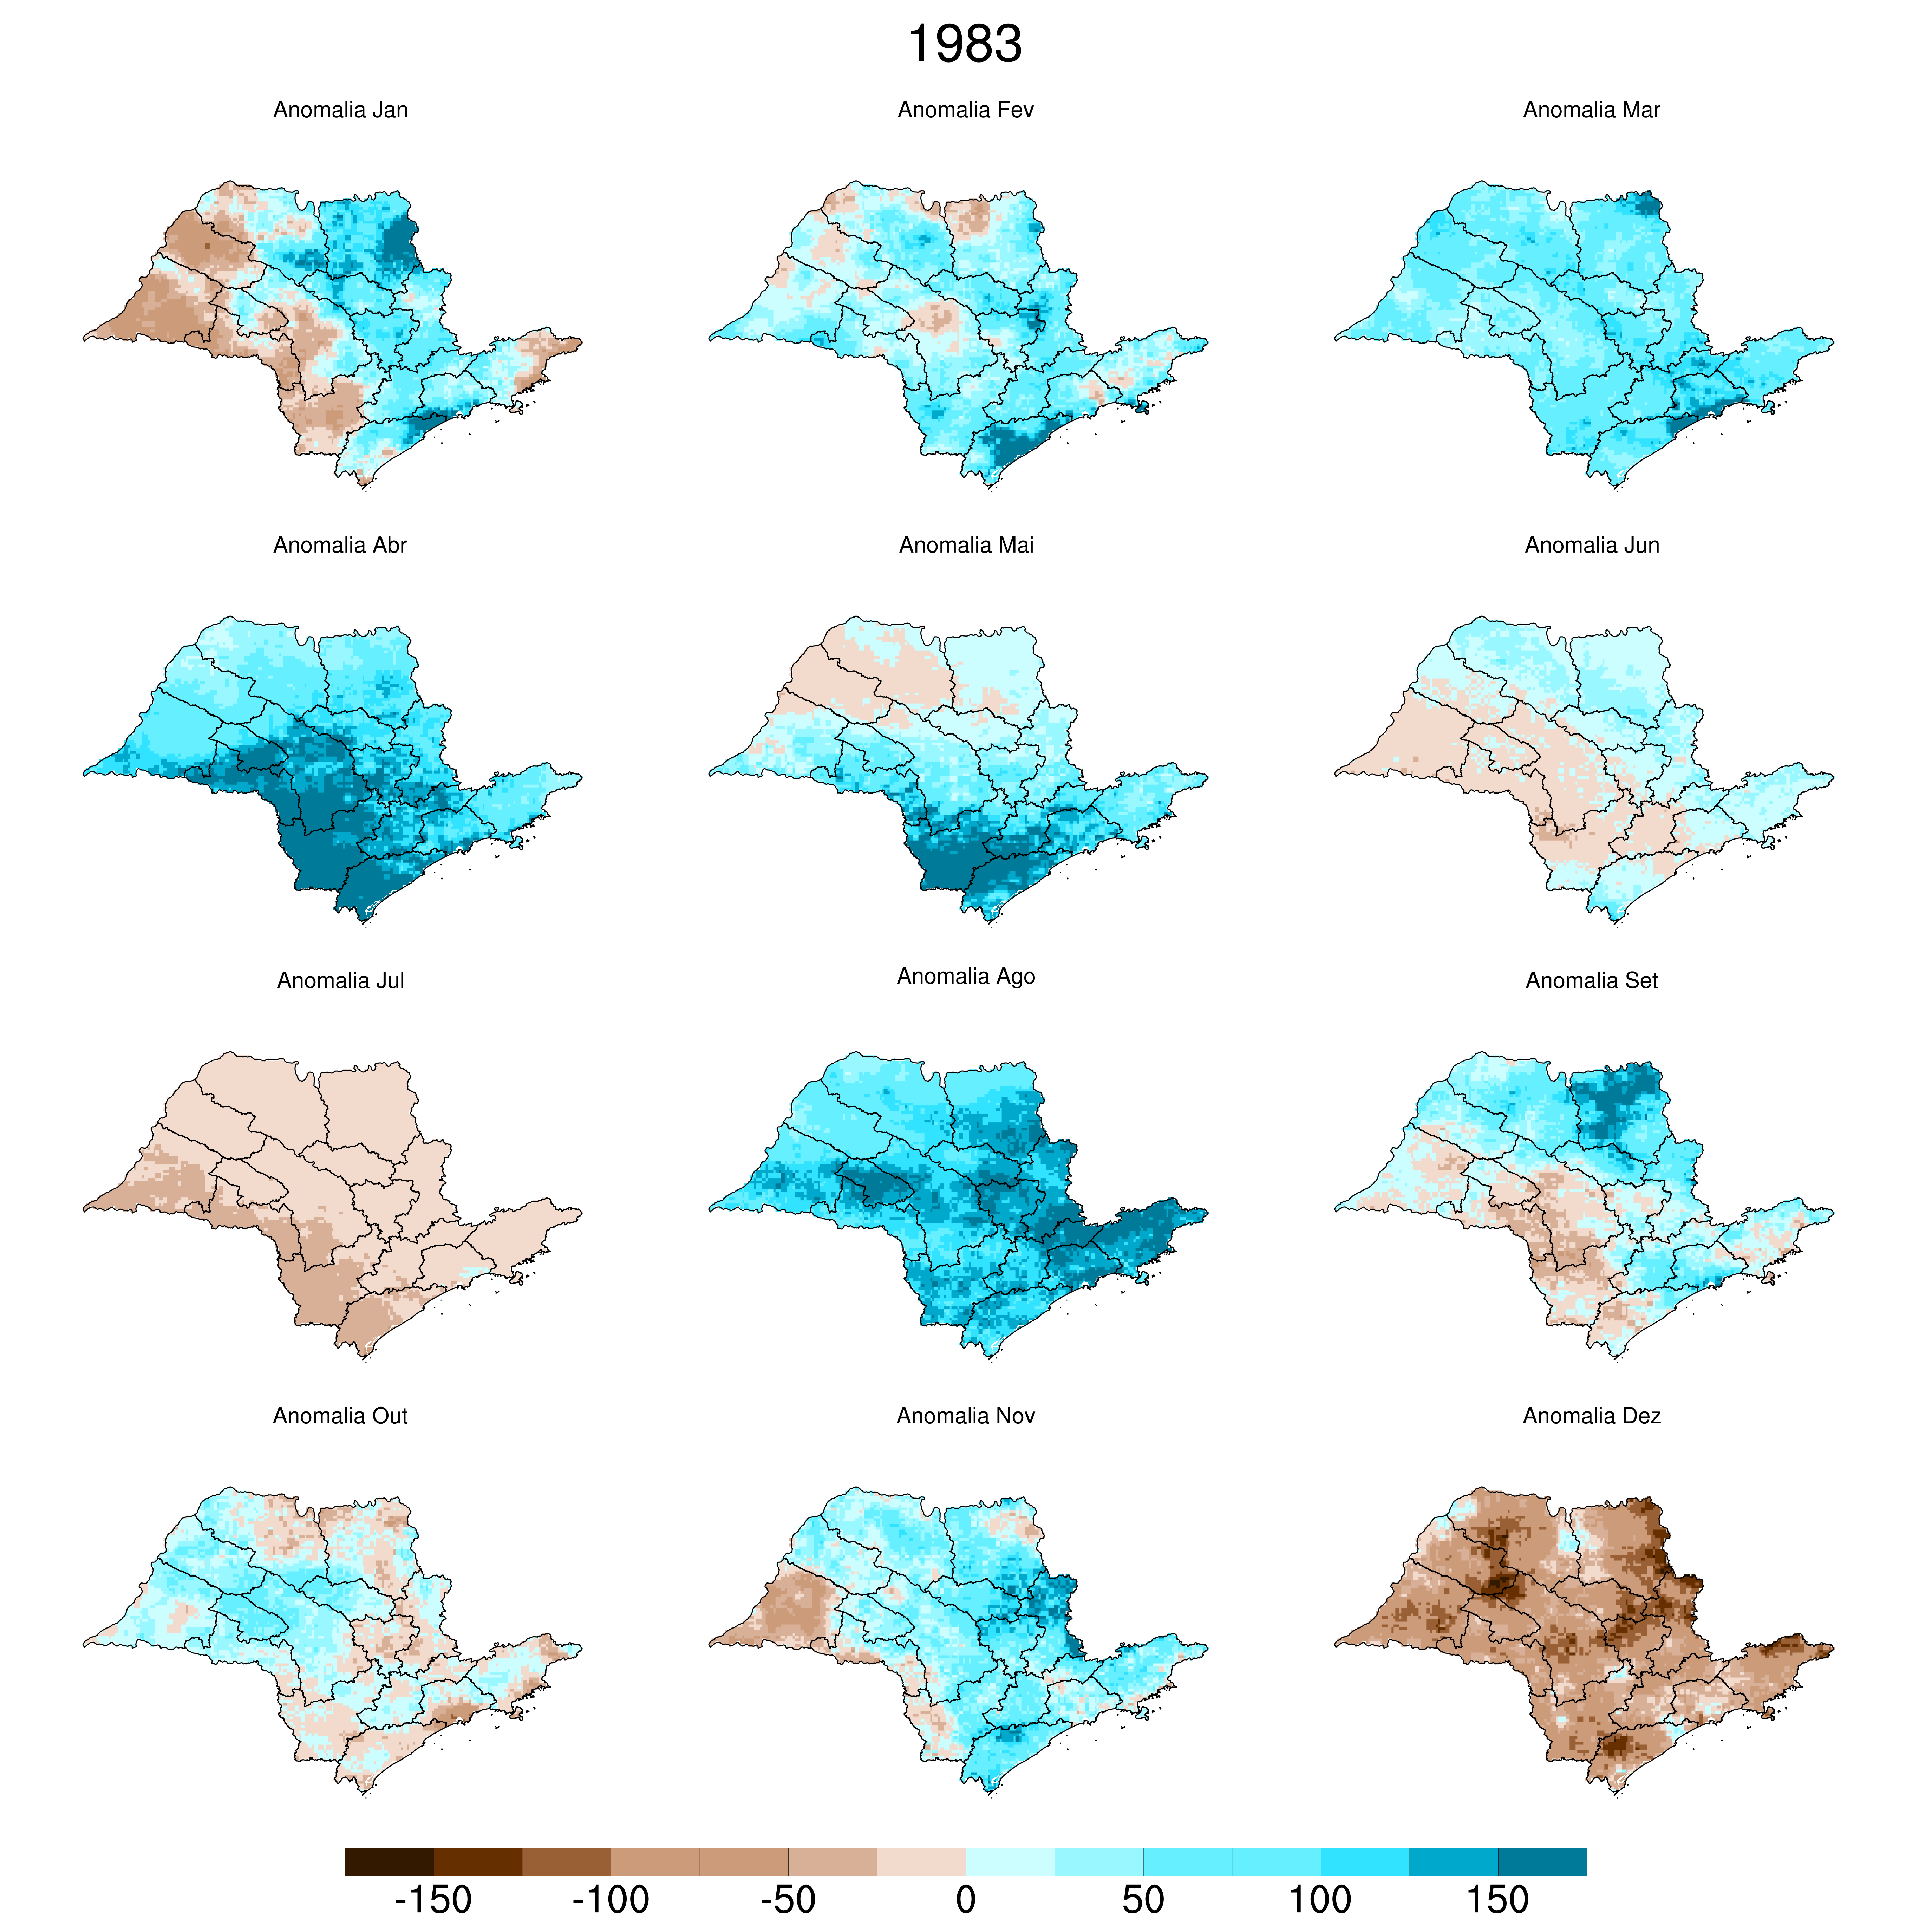 1983
Anomalia Jan
Anomalia Fev
Anomalia Mar
Anomalia Abr
Anomalia Mai
Anomalia Jun
Anomalia Jul
Anomalia Ago
Anomalia Set
Anomalia Out
Anomalia Nov
Anomalia Dez
-150 -100 -50 0 50 100 150